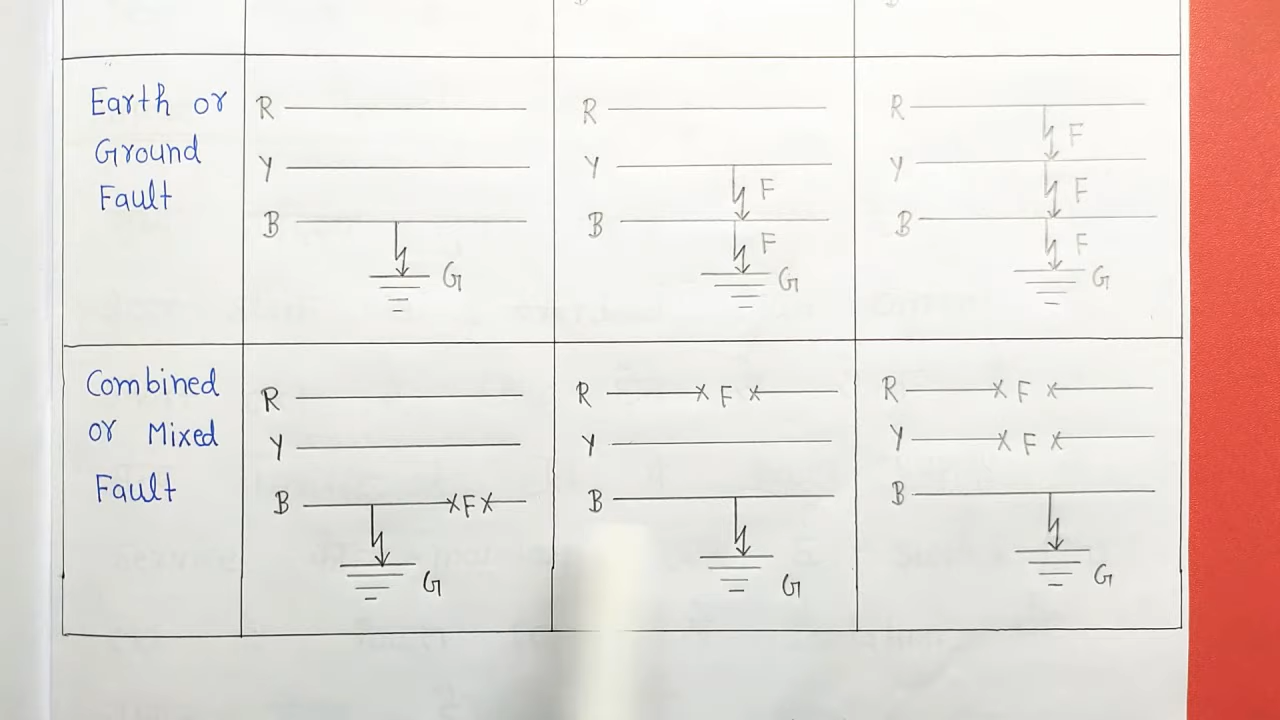 Earth or
Ground
Fault
R
Y
B
G
R
Y
F
B
F
G
R
F
Y
F
B
F
G
Combined
or Mixed
Fault
R
Y
B ×F×
G
R × F ×
Y
B
G
R × F ×
Y × F ×
B
G